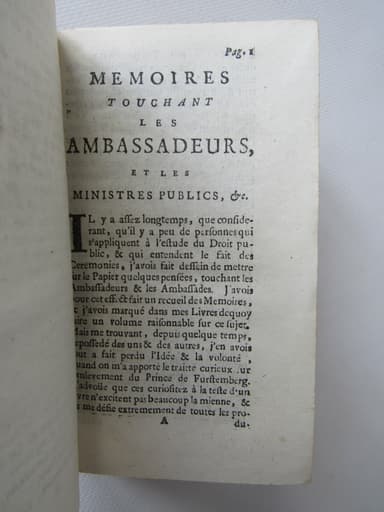 Pag. 1
MEMOIRES
TOUCHANT
LES
AMBASSADEURS,
ET LES
MINISTRES PUBLICS, &c.
IL y a assez longtemps, que conside-
rant, qu'il y a peu de personnes qui
s'appliquent à l'estude du Droit pu-
blic, & qui entendent le fait des
Ceremonies, j'avois fait dessein de mettre
sur le Papier quelques pensées, touchant les
Ambassadeurs & les Ambassades. J'avois
pour cet effect fait un recueil des Memoires,
& j'avois marqué dans mes Livres dequoy
faire un volume raisonnable sur ce sujet.
Mais me trouvant, depuis quelque temps,
depossedé des uns & des autres, j'en avois
tout a fait perdu l'Idée & la volonté,
quand on m'a apporté le traitté curieux sur
l'enlevement du Prince de Furstemberg.
J'advoüe que ces curiositez à la teste d'un
livre n'excitent pas beaucoup la mienne, &
je me défie extremement de toutes les pro-
A
du-